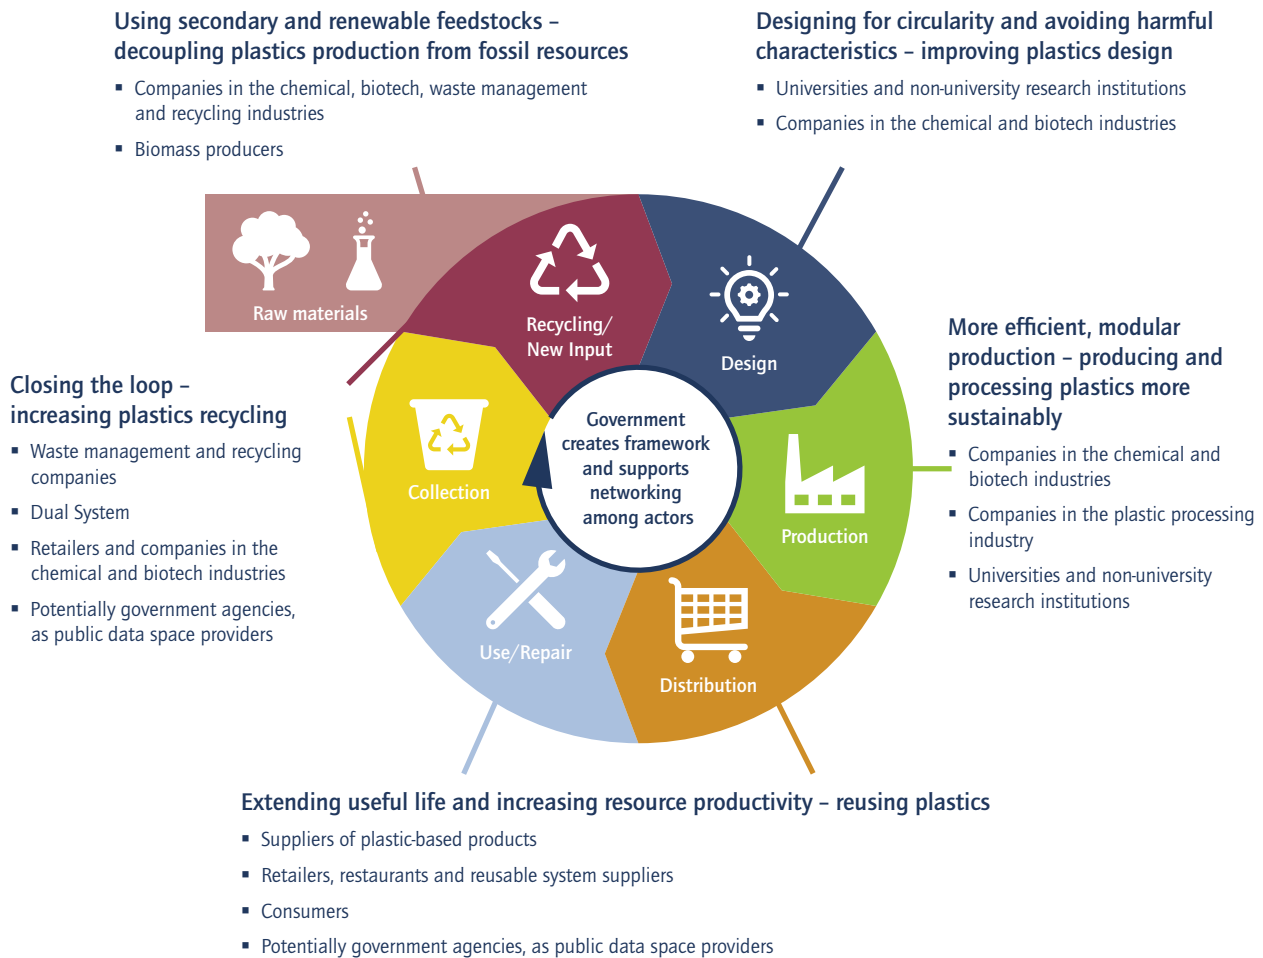 Using secondary and renewable feedstocks –
decoupling plastics production from fossil resources
▪ Companies in the chemical, biotech, waste management
and recycling industries
▪ Biomass producers
Designing for circularity and avoiding harmful
characteristics – improving plastics design
▪ Universities and non-university research institutions
▪ Companies in the chemical and biotech industries
Raw materials
Recycling/
New Input
Design
More efficient, modular
production – producing and
processing plastics more
sustainably
▪ Companies in the chemical and
biotech industries
▪ Companies in the plastic processing
industry
▪ Universities and non-university
research institutions
Closing the loop –
increasing plastics recycling
▪ Waste management and recycling
companies
▪ Dual System
▪ Retailers and companies in the
chemical and biotech industries
▪ Potentially government agencies,
as public data space providers
Government
creates framework
and supports
networking
among actors
Collection
Production
Use/Repair
Distribution
Extending useful life and increasing resource productivity – reusing plastics
▪ Suppliers of plastic-based products
▪ Retailers, restaurants and reusable system suppliers
▪ Consumers
▪ Potentially government agencies, as public data space providers